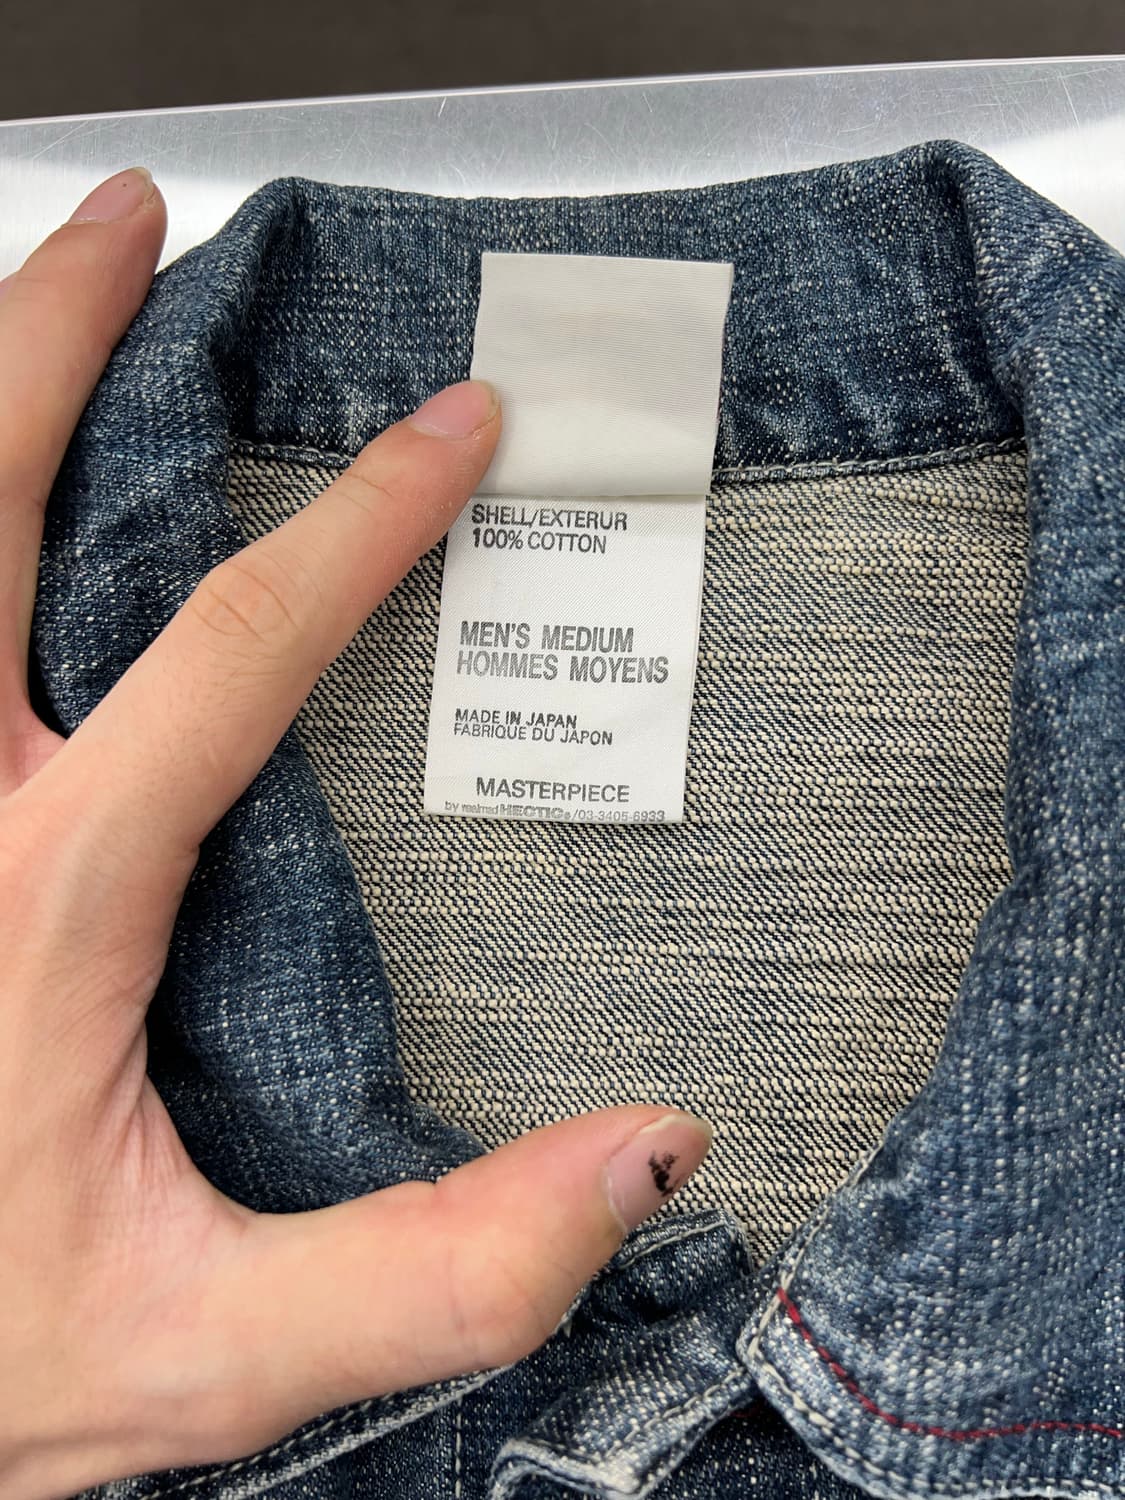 SHELL/EXTERUR
100% COTTON
MEN'S MEDIUM
HOMMES MOYENS
MADE IN JAPAN
FABRIQUE DU JAPON
MASTERPIECE
by realmad HECTIC /03-3405-6933